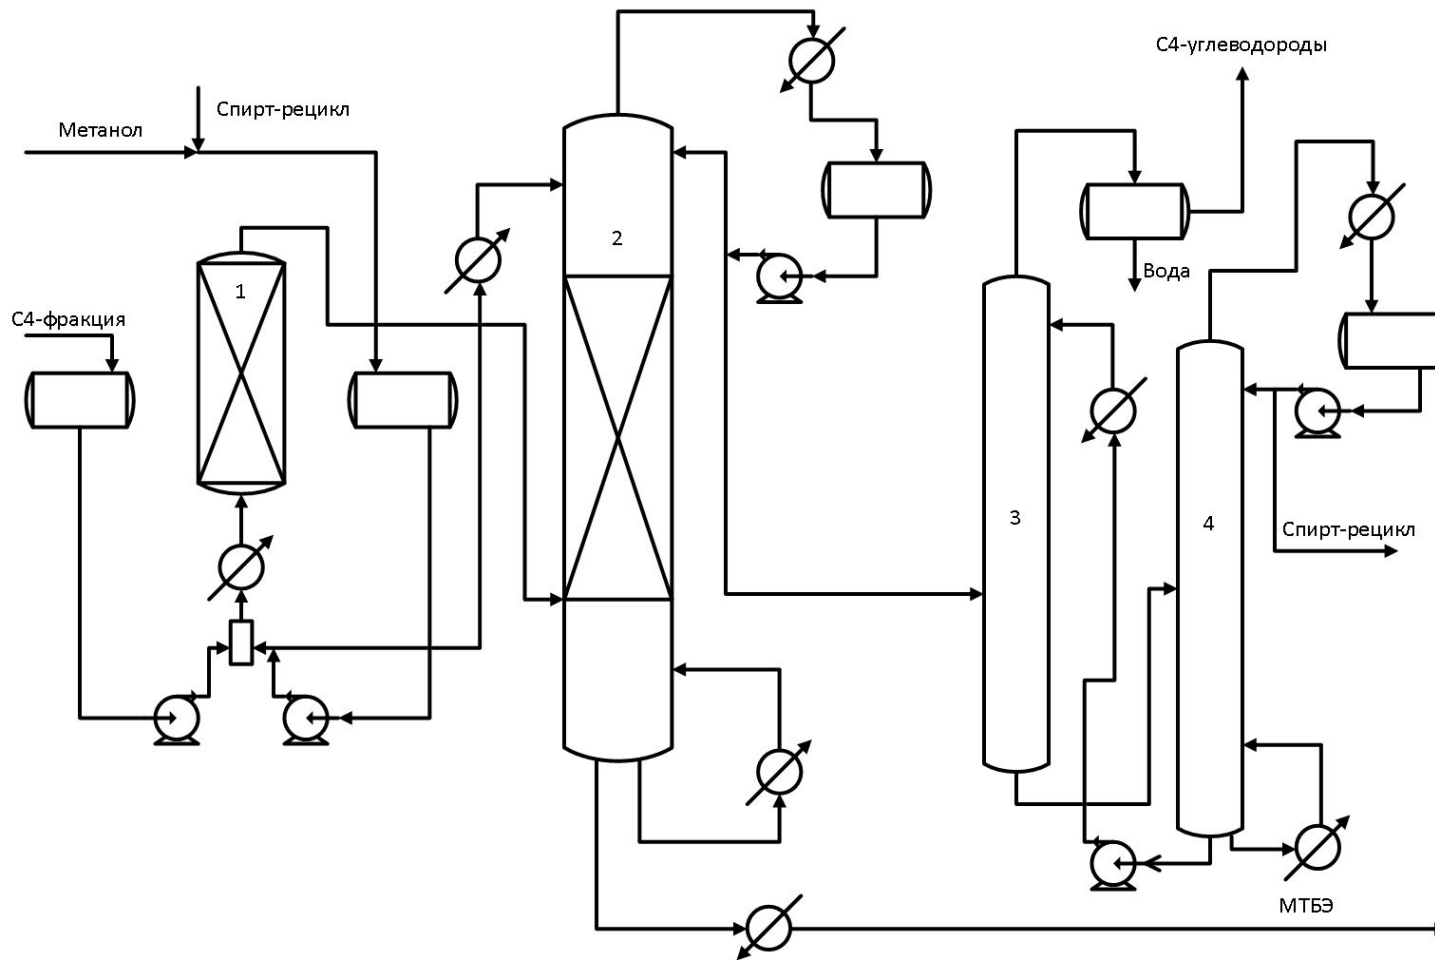 С4-углеводороды
Спирт-рецикл
Метанол
2
Вода
1
С4-фракция
3
4
Спирт-рецикл
МТБЭ